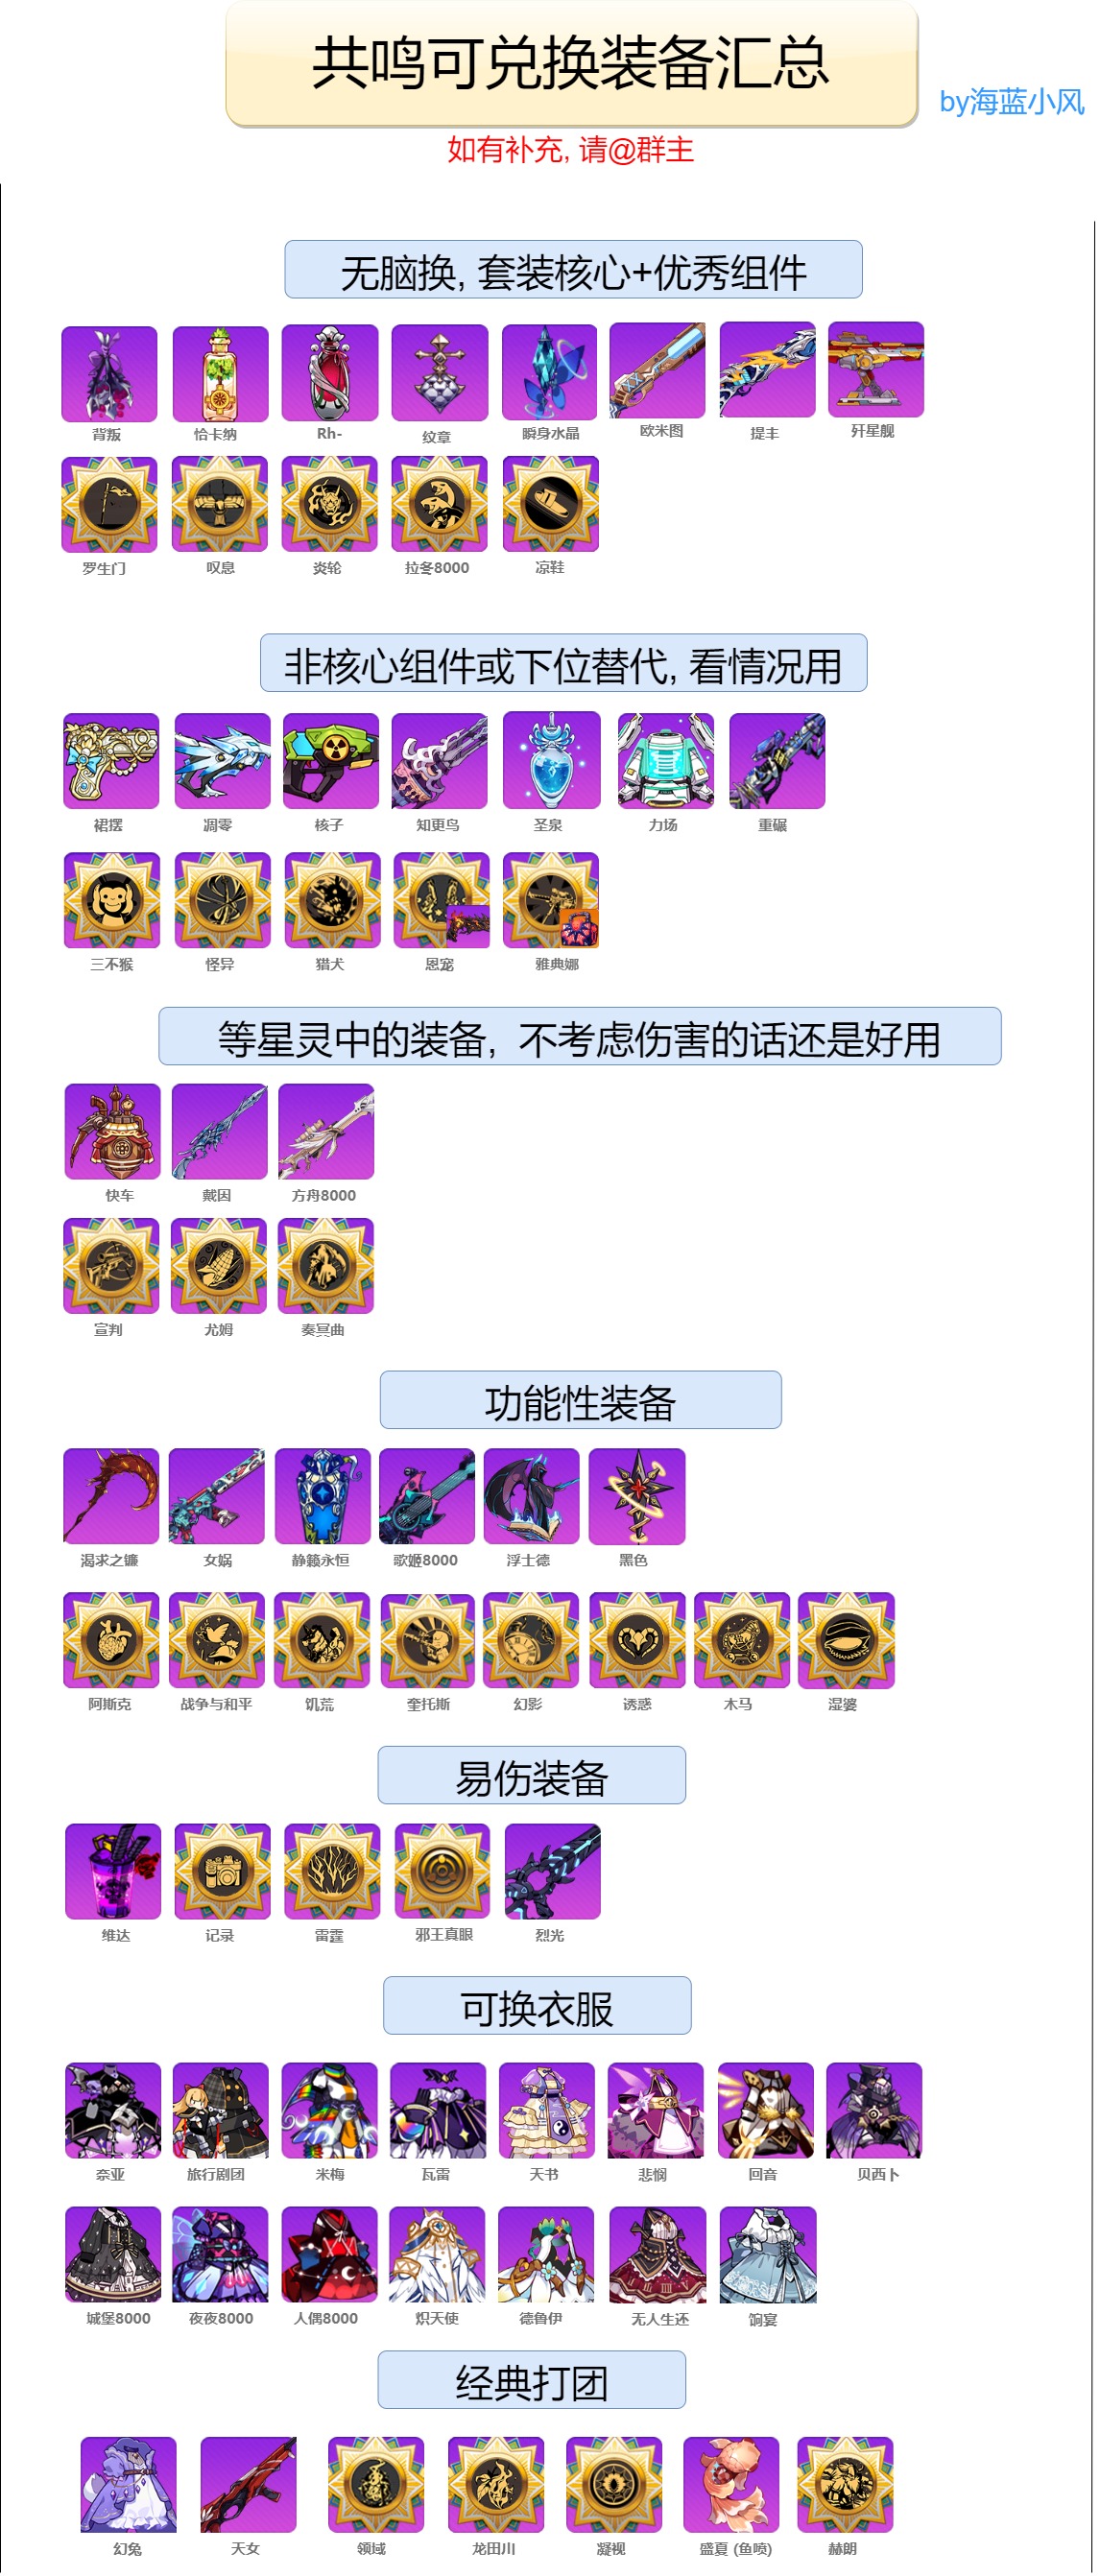 共鸣可兑换装备汇总
by海蓝小风
如有补充, 请@群主
无脑换, 套装核心+优秀组件
背叛 恰卡纳 Rh- 纹章 瞬身水晶 欧米图 提丰 歼星舰
罗生门 叹息 炎轮 拉冬8000 凉鞋
非核心组件或下位替代, 看情况用
裙摆 凋零 核子 知更鸟 圣泉 力场 重碾
三不猴 怪异 猎犬 恩宠 雅典娜
等星灵中的装备, 不考虑伤害的话还是好用
快车 戴因 方舟8000
宣判 尤姆 奏冥曲
功能性装备
渴求之镰 女娲 静籁永恒 歌姬8000 浮士德 黑色
阿斯克 战争与和平 饥荒 奎托斯 幻影 诱惑 木马 湿婆
易伤装备
维达 记录 雷霆 邪王真眼 烈光
可换衣服
奈亚 旅行剧团 米梅 瓦雷 天书 悲悯 回音 贝西卜
城堡8000 夜夜8000 人偶8000 炽天使 德鲁伊 无人生还 饷宴
经典打团
幻兔 天女 领域 龙田川 凝视 盛夏 (鱼喷) 赫朗